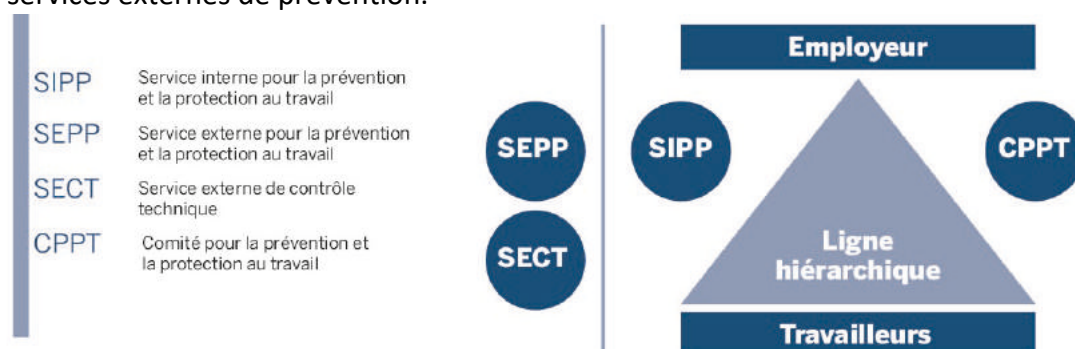 services externes de prévention.
SIPP Service interne pour la prévention
et la protection au travail
SEPP Service externe pour la prévention
et la protection au travail
SECT Service externe de contrôle
technique
CPPT Comité pour la prévention et
la protection au travail
SEPP
SECT
Employeur
SIPP
CPPT
Ligne
hiérarchique
Travailleurs